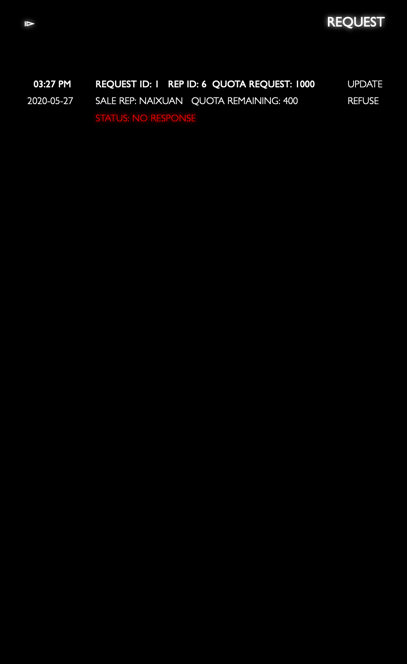 REQUEST
03:27 PM REQUEST ID: 1 REP ID: 6 QUOTA REQUEST: 1000 UPDATE
2020-05-27 SALE REP: NAIXUAN QUOTA REMAINING: 400 REFUSE
STATUS: NO RESPONSE